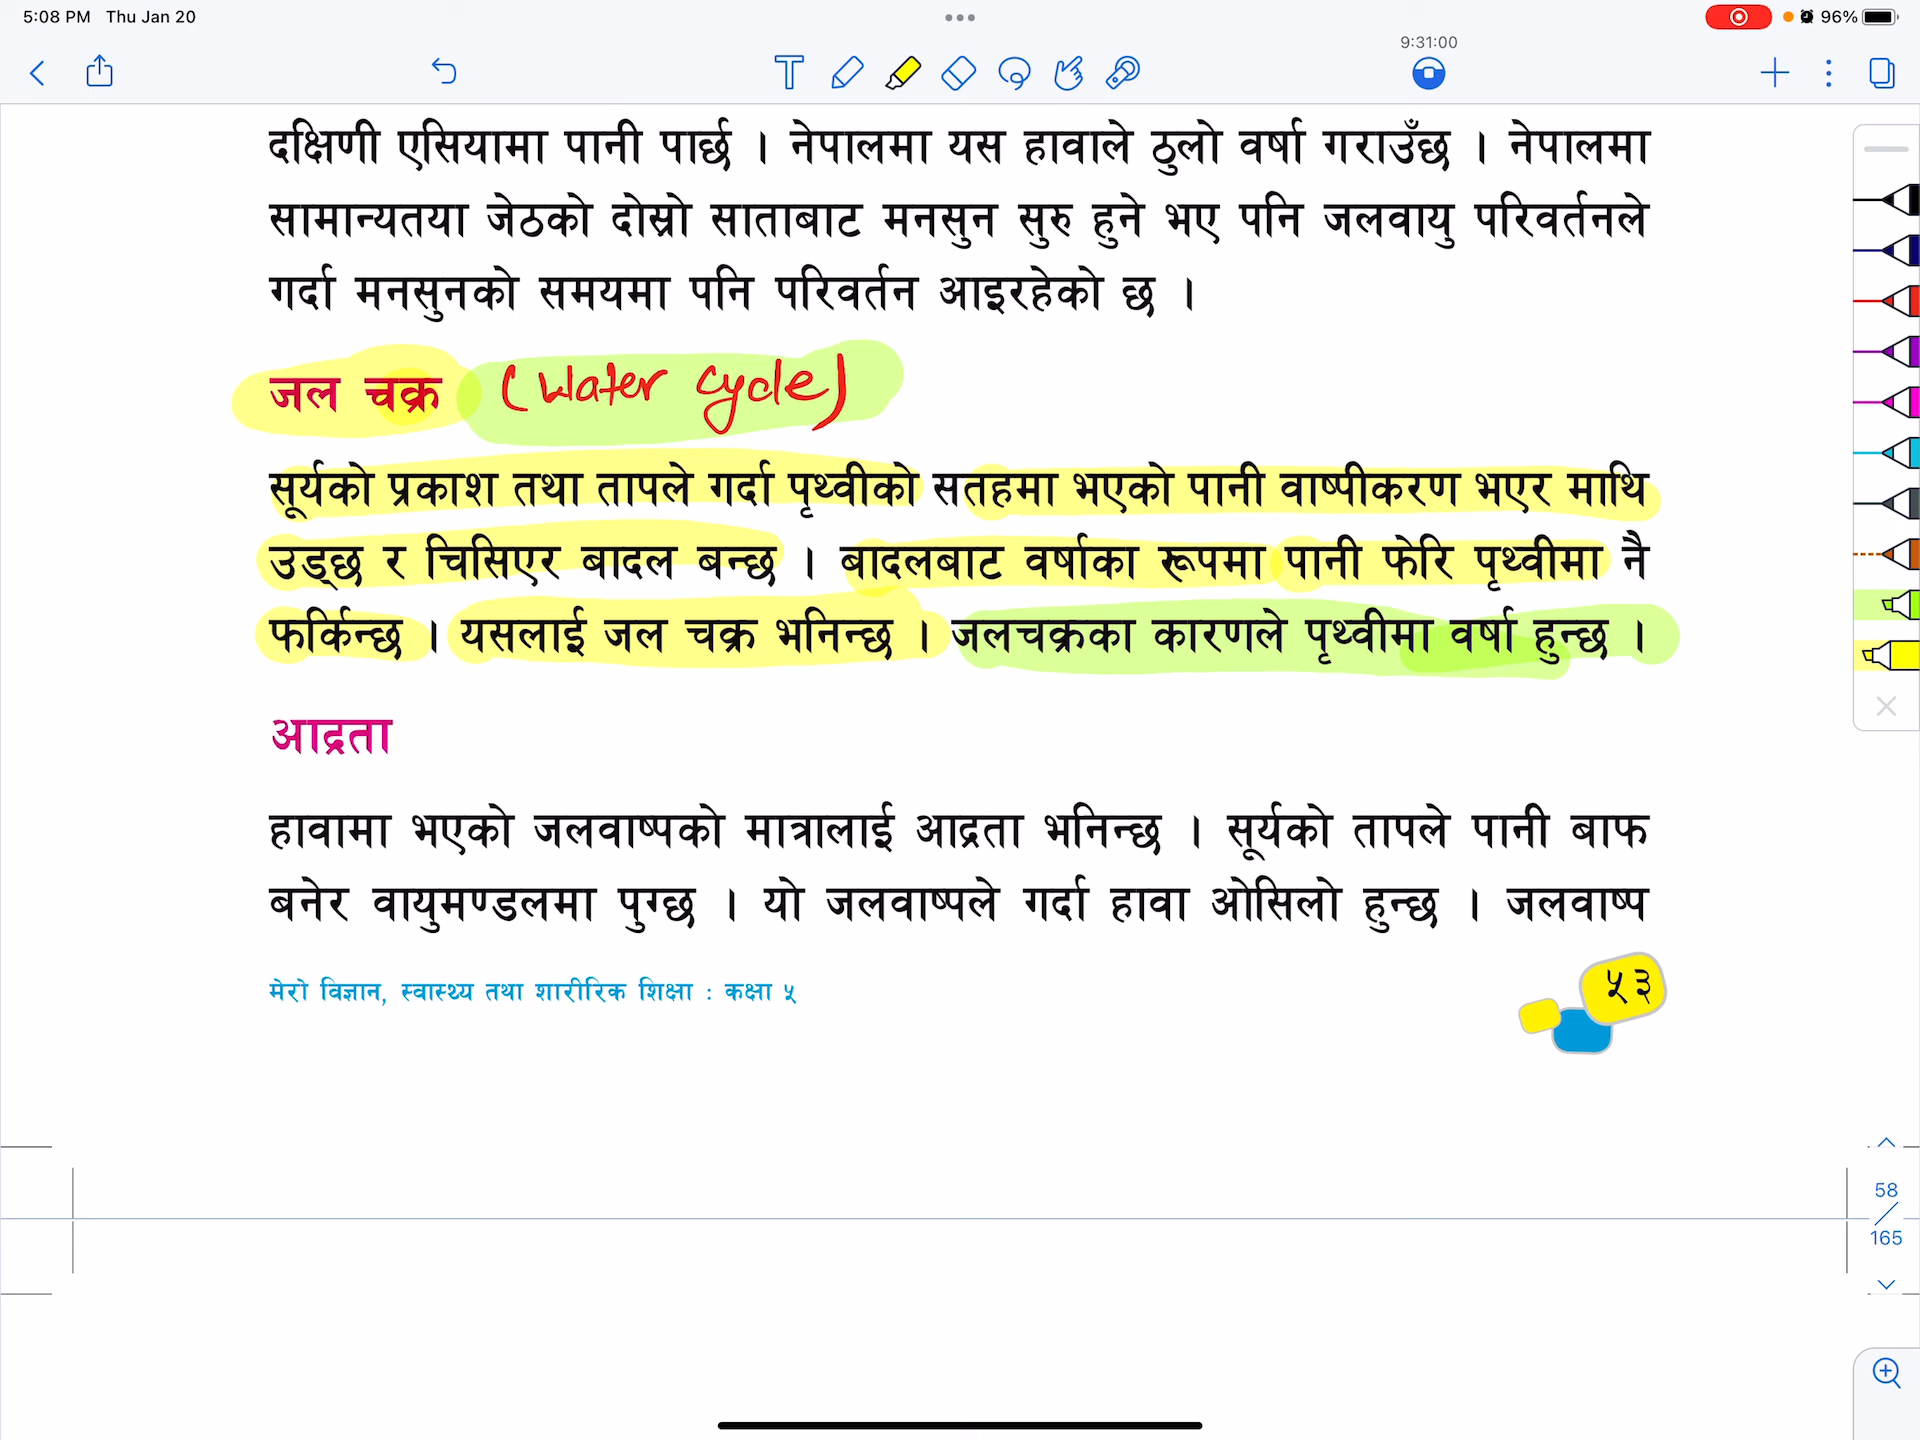 5:08 PM Thu Jan 20
96%
9:31:00
दक्षिणी एसियामा पानी पार्छ । नेपालमा यस हावाले ठुलो वर्षा गराउँछ । नेपालमा
सामान्यतया जेठको दोस्रो साताबाट मनसुन सुरु हुने भए पनि जलवायु परिवर्तनले
गर्दा मनसुनको समयमा पनि परिवर्तन आइरहेको छ ।
जल चक्र (Water cycle)
सूर्यको प्रकाश तथा तापले गर्दा पृथ्वीको सतहमा भएको पानी वाष्पीकरण भएर माथि
उड्छ र चिसिएर बादल बन्छ । बादलबाट वर्षाका रूपमा पानी फेरि पृथ्वीमा नै
फर्किन्छ । यसलाई जल चक्र भनिन्छ । जलचक्रका कारणले पृथ्वीमा वर्षा हुन्छ ।
आद्रता
हावामा भएको जलवाष्पको मात्रालाई आद्रता भनिन्छ । सूर्यको तापले पानी बाफ
बनेर वायुमण्डलमा पुग्छ । यो जलवाष्पले गर्दा हावा ओसिलो हुन्छ । जलवाष्प
मेरो विज्ञान, स्वास्थ्य तथा शारीरिक शिक्षा : कक्षा ५
५३
58
165